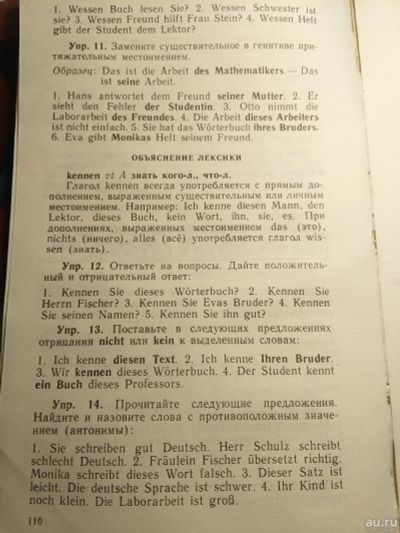 1. Wessen Buch lesen Sie? 2. Wessen Schwester ist
sie? 3. Wessen Freund hilft Frau Stein? 4. Wessen Heft
gibt der Student dem Lektor?
Упр. 11. Замените существительное в генитиве при-
тяжательным местоимением.
Образец: Das ist die Arbeit des Mathematikers. — Das
ist seine Arbeit.
1. Hans antwortet dem Freund seiner Mutter. 2. Er
sieht den Fehler der Studentin. 3. Otto nimmt die
Laborarbeit des Freundes. 4. Die Arbeit dieses Arbeiters
ist nicht einfach. 5. Sie hat das Wörterbuch ihres Bruders.
6. Eva gibt Monikas Heft seinem Freund.
ОБЪЯСНЕНИЕ ЛЕКСИКИ
kennen vt A знать кого-л., что-л.
Глагол kennen всегда употребляется с прямым до-
полнением, выраженным существительным или личным
местоимением. Например: Ich kenne diesen Mann, den
Lektor, dieses Buch, kein Wort, ihn, sie, es. При
дополнениях, выраженных местоимением das (это),
nichts (ничего), alles (всё) употребляется глагол wis-
sen (знать).
Упр. 12. Ответьте на вопросы. Дайте положитель-
ный и отрицательный ответ:
1. Kennen Sie dieses Wörterbuch? 2. Kennen Sie
Herrn Fischer? 3. Kennen Sie Evas Bruder? 4. Kennen
Sie seinen Namen? 5. Kennen Sie ihn gut?
Упр. 13. Поставьте в следующих предложениях
отрицания nicht или kein к выделенным словам:
1. Ich kenne diesen Text. 2. Ich kenne Ihren Bruder.
3. Wir kennen dieses Wörterbuch. 4. Der Student kennt
ein Buch dieses Professors.
Упр. 14. Прочитайте следующие предложения.
Найдите и назовите слова с противоположным значе-
нием (антонимы):
1. Sie schreiben gut Deutsch. Herr Schulz schreibt
schlecht Deutsch. 2. Fräulein Fischer übersetzt richtig.
Monika schreibt dieses Wort falsch. 3. Dieser Satz ist
leicht. Die deutsche Sprache ist schwer. 4. Ihr Kind ist
noch klein. Die Laborarbeit ist groß.
110
au.ru